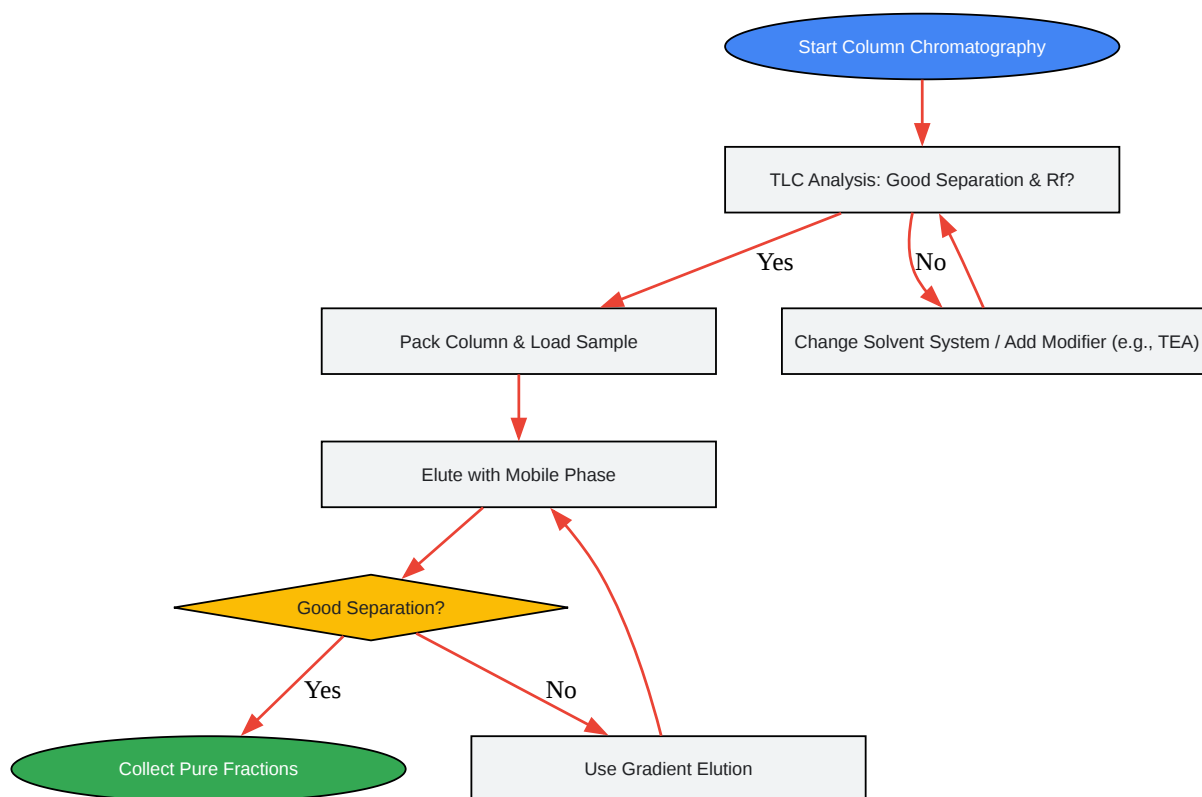 Start Column Chromatography
TLC Analysis: Good Separation & Rf?
Yes
No
Pack Column & Load Sample
Change Solvent System / Add Modifier (e.g., TEA)
Elute with Mobile Phase
Good Separation?
Yes
No
Collect Pure Fractions
Use Gradient Elution